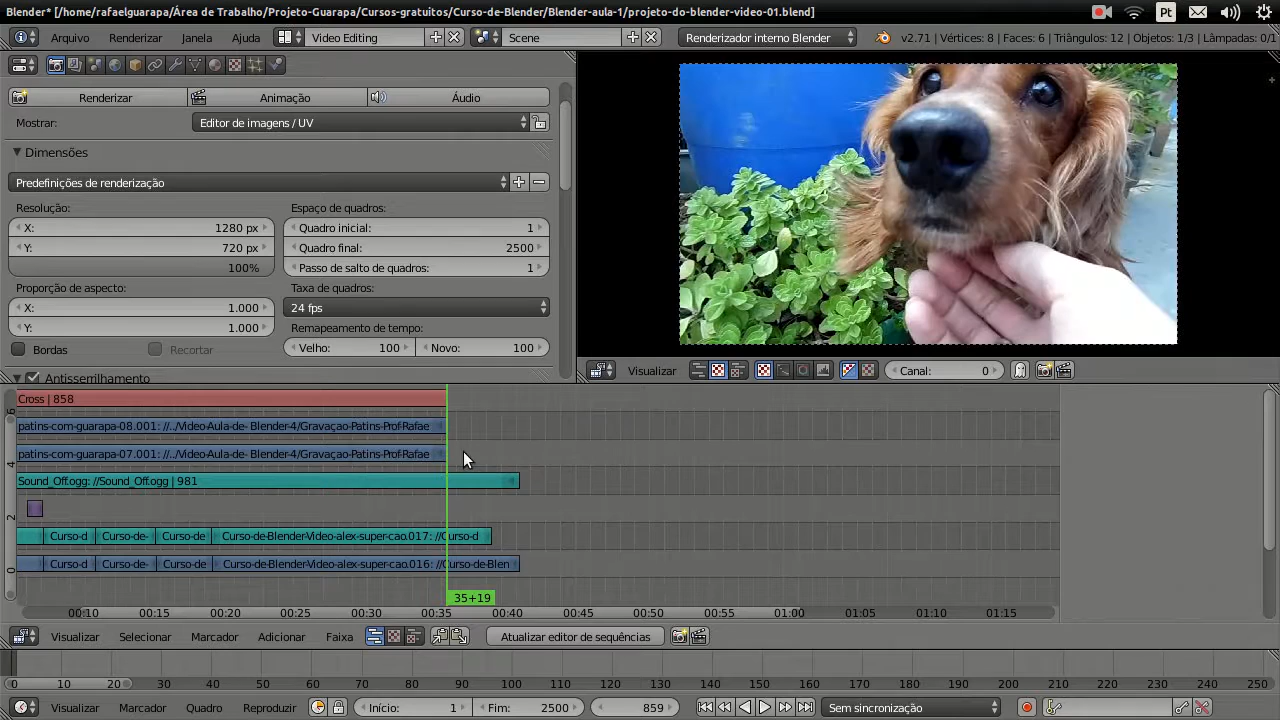 Blender* [/home/rafaelguarapa/Área de Trabalho/Projeto-Guarapa/Cursos-gratuitos/Curso-de-Blender/Blender-aula-1/projeto-do-blender-video-01.blend]
Pt
Arquivo Renderizar Janela Ajuda Video Editing Scene Renderizador interno Blender v2.71 | Vértices: 8 | Faces: 6 | Triângulos: 12 | Objetos: 1/3 | Lâmpadas: 0/1
Renderizar Animação Áudio
Mostrar: Editor de imagens / UV
Dimensões
Predefinições de renderização
Resolução: Espaço de quadros:
X: 1280 px Quadro inicial: 1
Y: 720 px Quadro final: 2500
100% Passo de salto de quadros: 1
Proporção de aspecto: Taxa de quadros:
X: 1.000 24 fps
Y: 1.000 Remapeamento de tempo:
Bordas Recortar Velho: 100 Novo: 100
Antisserrilhamento
Visualizar Canal: 0
Cross | 858
patins-com-guarapa-08.001: //../Video-Aula-de- Blender-4/Gravaçao-Patins-Prof-Rafae
patins-com-guarapa-07.001: //../Video-Aula-de- Blender-4/Gravaçao-Patins-Prof-Rafae
Sound_Off.ogg: //Sound_Off.ogg | 981
Curso-d Curso-de- Curso-de Curso-de-Blender-Video-alex-super-cao.017: //Curso-d
Curso-d Curso-de- Curso-de Curso-de-Blender-Video-alex-super-cao.016: //Curso-de-Blen
6
4
2
0
35+19
00:10 00:15 00:20 00:25 00:30 00:35 00:40 00:45 00:50 00:55 01:00 01:05 01:10 01:15
Visualizar Selecionar Marcador Adicionar Faixa Atualizar editor de sequências
0 10 20 30 40 50 60 70 80 90 100 110 120 130 140 150 160 170 180 190 200 210 220 230 240 250
Visualizar Marcador Quadro Reproduzir Início: 1 Fim: 2500 859 Sem sincronização